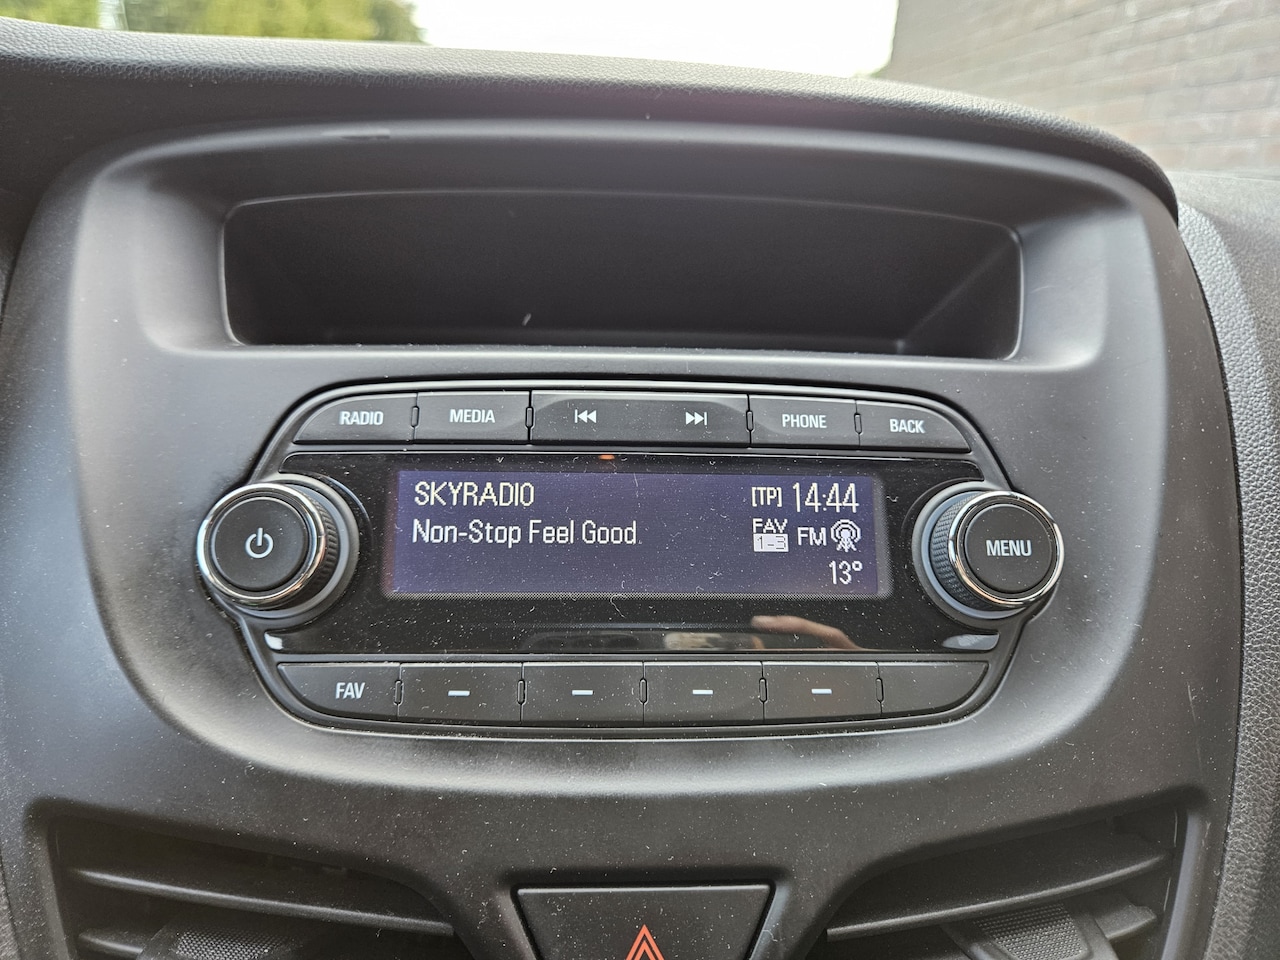 RADIO MEDIA PHONE BACK
SKYRADIO [TP] 14:44
Non-Stop Feel Good. FAV 1-3 FM
13°
MENU
FAV